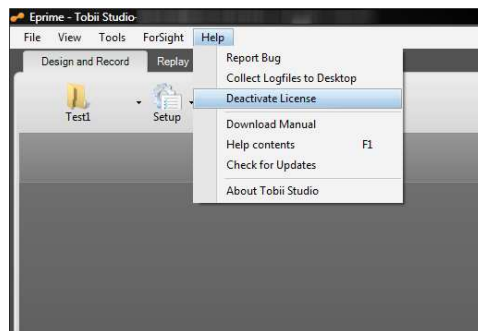 Eprime - Tobii Studio-
File View Tools ForSight Help
Design and Record Replay
Test1 Setup
Report Bug
Collect Logfiles to Desktop
Deactivate License
Download Manual
Help contents F1
Check for Updates
About Tobii Studio